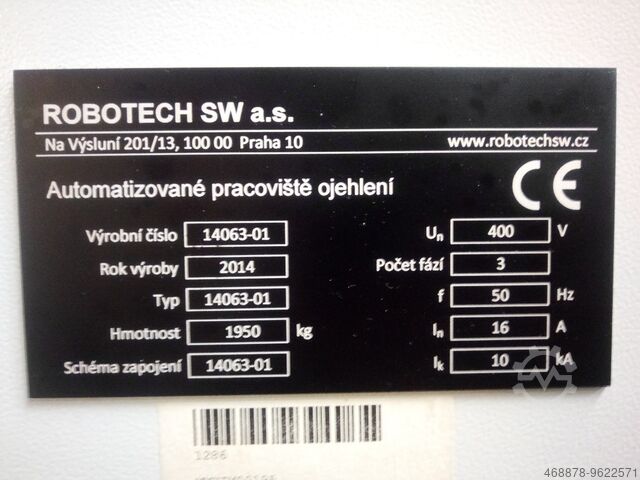 ROBOTECH SW a.s.
Na Výsluní 201/13, 100 00 Praha 10 www.robotechsw.cz
Automatizované pracoviště ojehlení CE
Výrobní číslo 14063-01
Rok výroby 2014
Typ 14063-01
Hmotnost 1950 kg
Schéma zapojení 14063-01
Un 400 V
Počet fází 3
f 50 Hz
In 16 A
Ik 10 kA
1286
468878-9622571